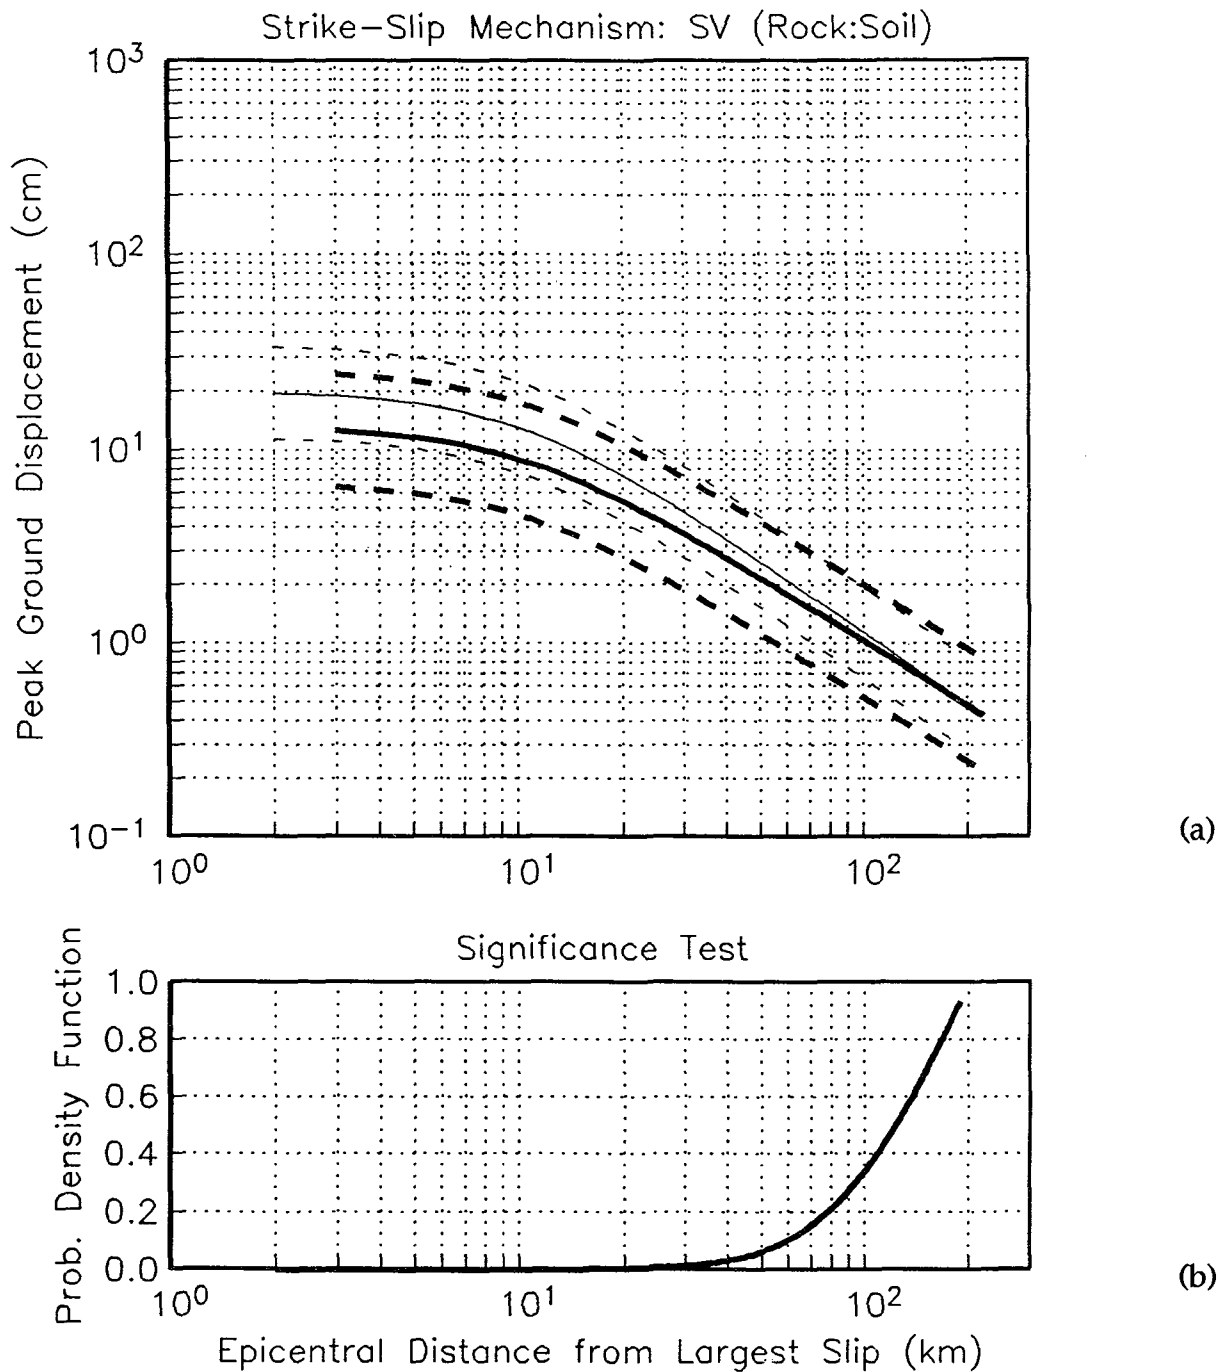 Strike-Slip Mechanism: SV (Rock:Soil)
Peak Ground Displacement (cm)
10³
10²
10¹
10⁰
10⁻¹
10⁰ 10¹ 10²
(a)
Significance Test
Prob. Density Function
1.0
0.8
0.6
0.4
0.2
0.0
10⁰ 10¹ 10²
(b)
Epicentral Distance from Largest Slip (km)